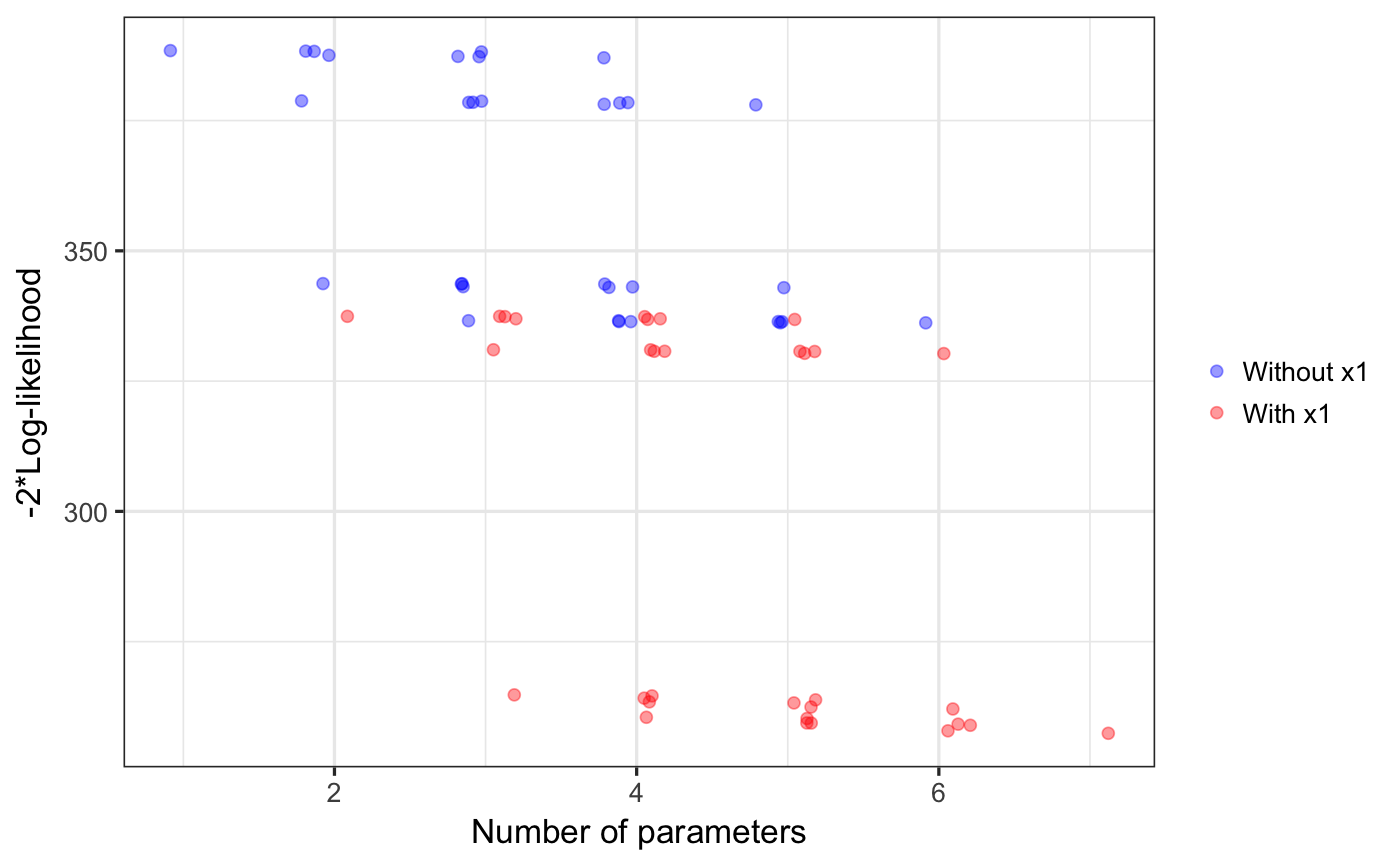 350
300
-2*Log-likelihood
2 4 6
Number of parameters
Without x1
With x1